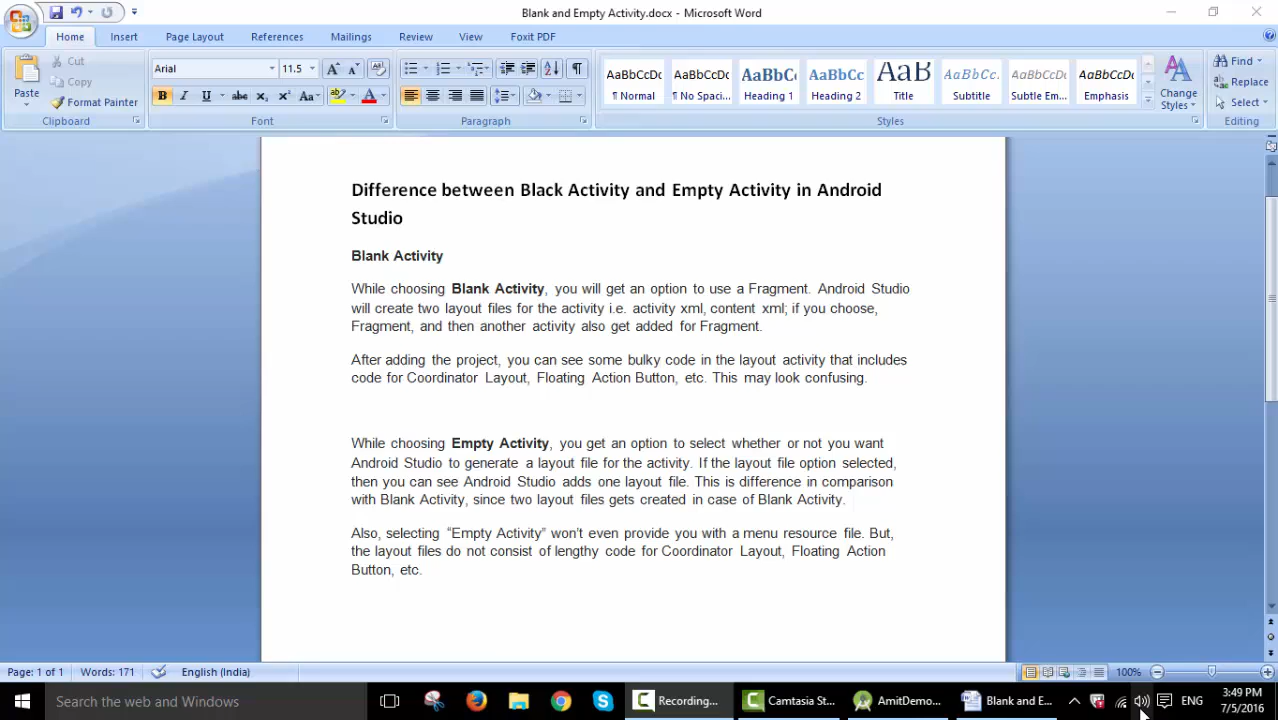 Blank and Empty Activity.docx - Microsoft Word
Home Insert Page Layout References Mailings Review View Foxit PDF
Paste
Cut
Copy
Format Painter
Clipboard
Arial 11.5
B I U abc x₂ x² Aa
Font
Paragraph
AaBbCcDc AaBbCcDc AaBbCc AaBbCc AaB AaBbCc. AaBbCcDc AaBbCcDc
¶ Normal ¶ No Spaci... Heading 1 Heading 2 Title Subtitle Subtle Em... Emphasis
Change Styles
Styles
Find
Replace
Select
Editing
Difference between Black Activity and Empty Activity in Android
Studio
Blank Activity
While choosing Blank Activity, you will get an option to use a Fragment. Android Studio
will create two layout files for the activity i.e. activity xml, content xml; if you choose,
Fragment, and then another activity also get added for Fragment.
After adding the project, you can see some bulky code in the layout activity that includes
code for Coordinator Layout, Floating Action Button, etc. This may look confusing.
While choosing Empty Activity, you get an option to select whether or not you want
Android Studio to generate a layout file for the activity. If the layout file option selected,
then you can see Android Studio adds one layout file. This is difference in comparison
with Blank Activity, since two layout files gets created in case of Blank Activity.
Also, selecting “Empty Activity” won’t even provide you with a menu resource file. But,
the layout files do not consist of lengthy code for Coordinator Layout, Floating Action
Button, etc.
Page: 1 of 1 Words: 171 English (India) 100%
Search the web and Windows Recording... Camtasia St... AmitDemo... Blank and E... ENG 3:49 PM
7/5/2016